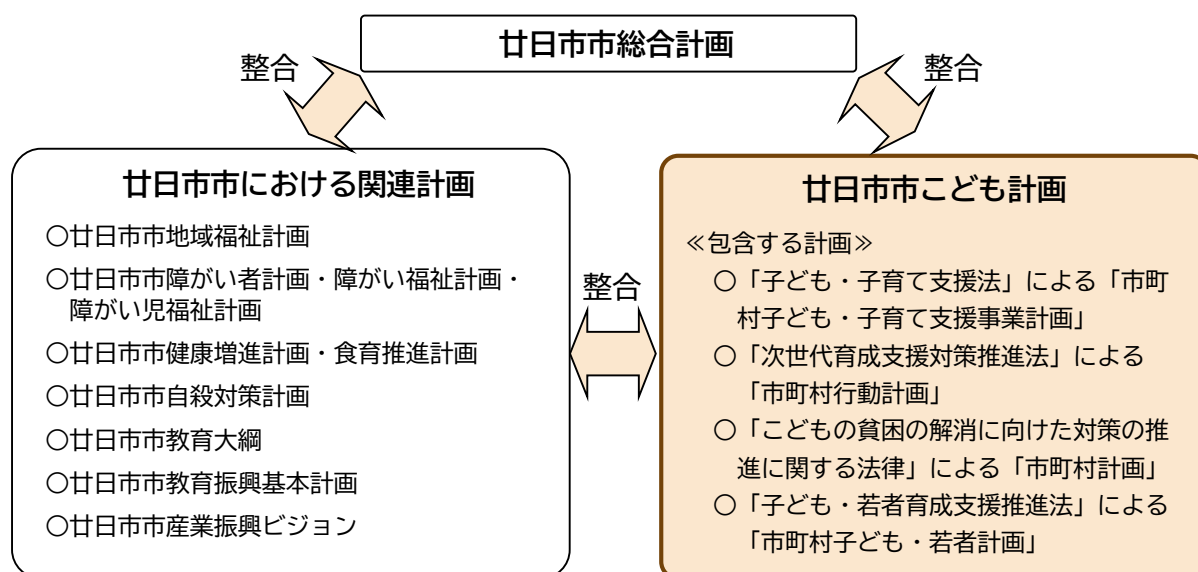 廿日市市総合計画
整合
整合
廿日市市における関連計画
○廿日市市地域福祉計画
○廿日市市障がい者計画・障がい福祉計画・
障がい児福祉計画
○廿日市市健康増進計画・食育推進計画
○廿日市市自殺対策計画
○廿日市市教育大綱
○廿日市市教育振興基本計画
○廿日市市産業振興ビジョン
整合
廿日市市こども計画
≪包含する計画≫
○「子ども・子育て支援法」による「市町
村子ども・子育て支援事業計画」
○「次世代育成支援対策推進法」による
「市町村行動計画」
○「こどもの貧困の解消に向けた対策の推
進に関する法律」による「市町村計画」
○「子ども・若者育成支援推進法」による
「市町村子ども・若者計画」